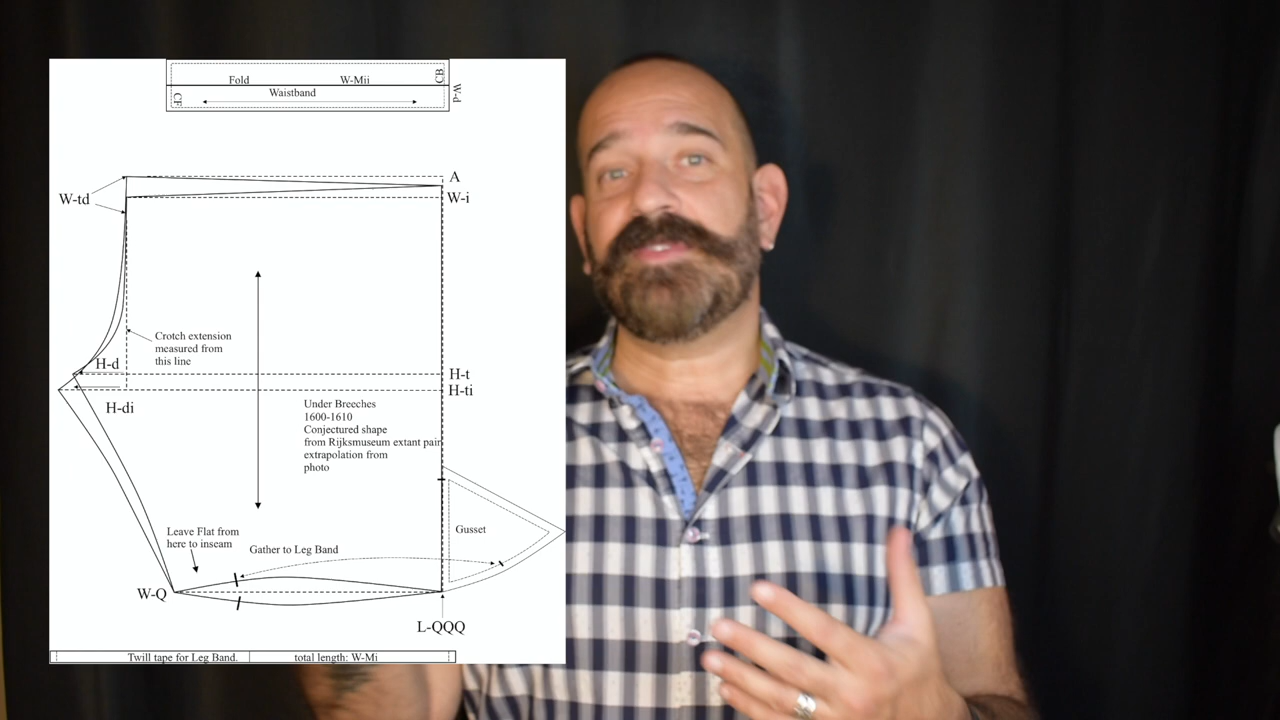 Fold W-Mii CB
Waistband
CF
W-d
A
W-td
W-i
Crotch extension
measured from
this line
H-d
H-t
H-ti
H-di
Under Breeches
1600-1610
Conjectured shape
from Rijksmuseum extant pair
extrapolation from
photo
Leave Flat from
here to inseam
Gather to Leg Band
Gusset
W-Q
L-QQQ
Twill tape for Leg Band. total length: W-Mi